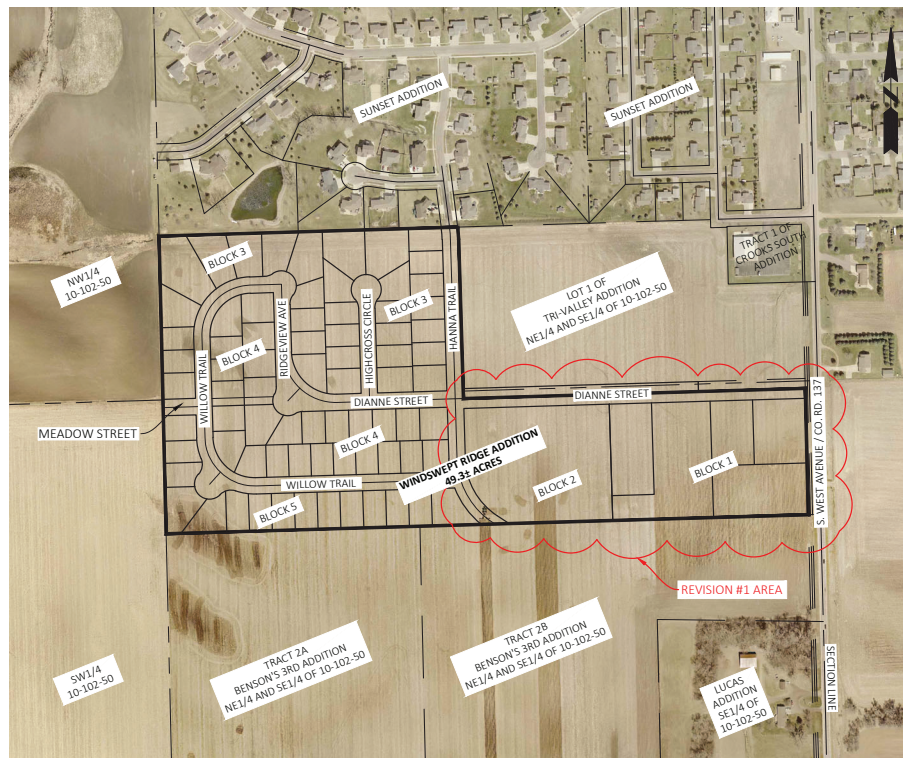 SUNSET ADDITION
SUNSET ADDITION
TRACT 1 OF
CROOKS SOUTH
ADDITION
BLOCK 3
NW1/4
10-102-50
LOT 1 OF
TRI-VALLEY ADDITION
NE1/4 AND SE1/4 OF 10-102-50
BLOCK 3
HANNA TRAIL
RIDGEVIEW AVE
HIGHCROSS CIRCLE
BLOCK 4
WILLOW TRAIL
DIANNE STREET
DIANNE STREET
MEADOW STREET
BLOCK 4
WINDSWEPT RIDGE ADDITION
49.3± ACRES
BLOCK 1
S. WEST AVENUE / CO. RD. 137
WILLOW TRAIL
BLOCK 2
BLOCK 5
REVISION #1 AREA
TRACT 2A
BENSON'S 3RD ADDITION
NE1/4 AND SE1/4 OF 10-102-50
TRACT 2B
BENSON'S 3RD ADDITION
NE1/4 AND SE1/4 OF 10-102-50
SW1/4
10-102-50
LUCAS
ADDITION
SE1/4 OF
10-102-50
SECTION LINE